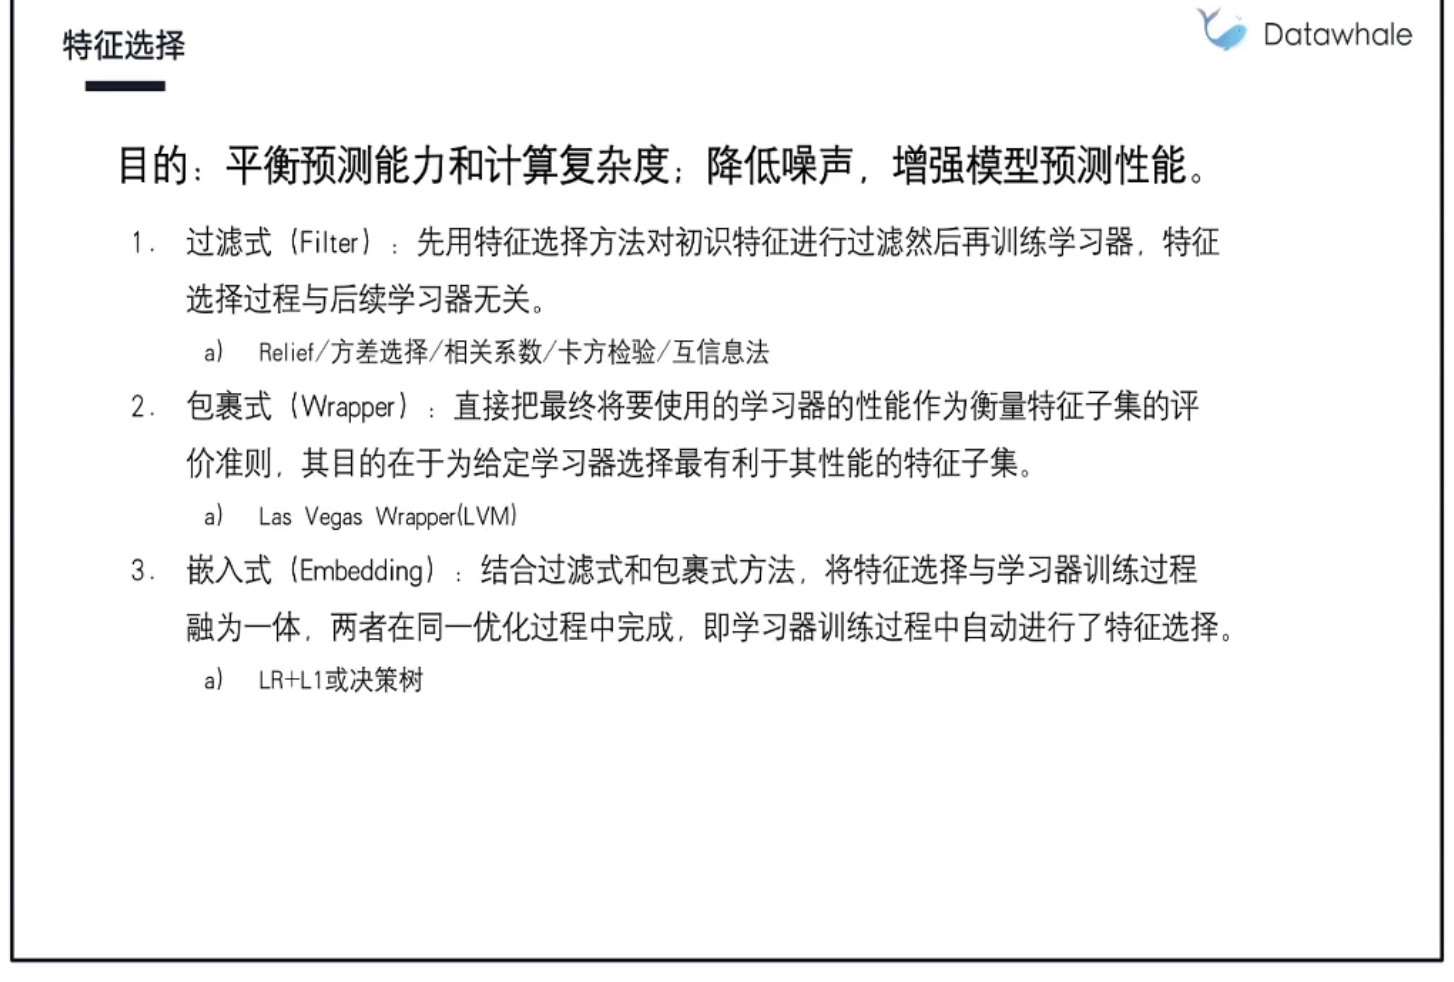 特征选择
Datawhale
目的：平衡预测能力和计算复杂度；降低噪声，增强模型预测性能。
1. 过滤式（Filter）：先用特征选择方法对初识特征进行过滤然后再训练学习器，特征
选择过程与后续学习器无关。
a) Relief/方差选择/相关系数/卡方检验/互信息法
2. 包裹式（Wrapper）：直接把最终将要使用的学习器的性能作为衡量特征子集的评
价准则，其目的在于为给定学习器选择最有利于其性能的特征子集。
a) Las Vegas Wrapper(LVM)
3. 嵌入式（Embedding）：结合过滤式和包裹式方法，将特征选择与学习器训练过程
融为一体，两者在同一优化过程中完成，即学习器训练过程中自动进行了特征选择。
a) LR+L1或决策树